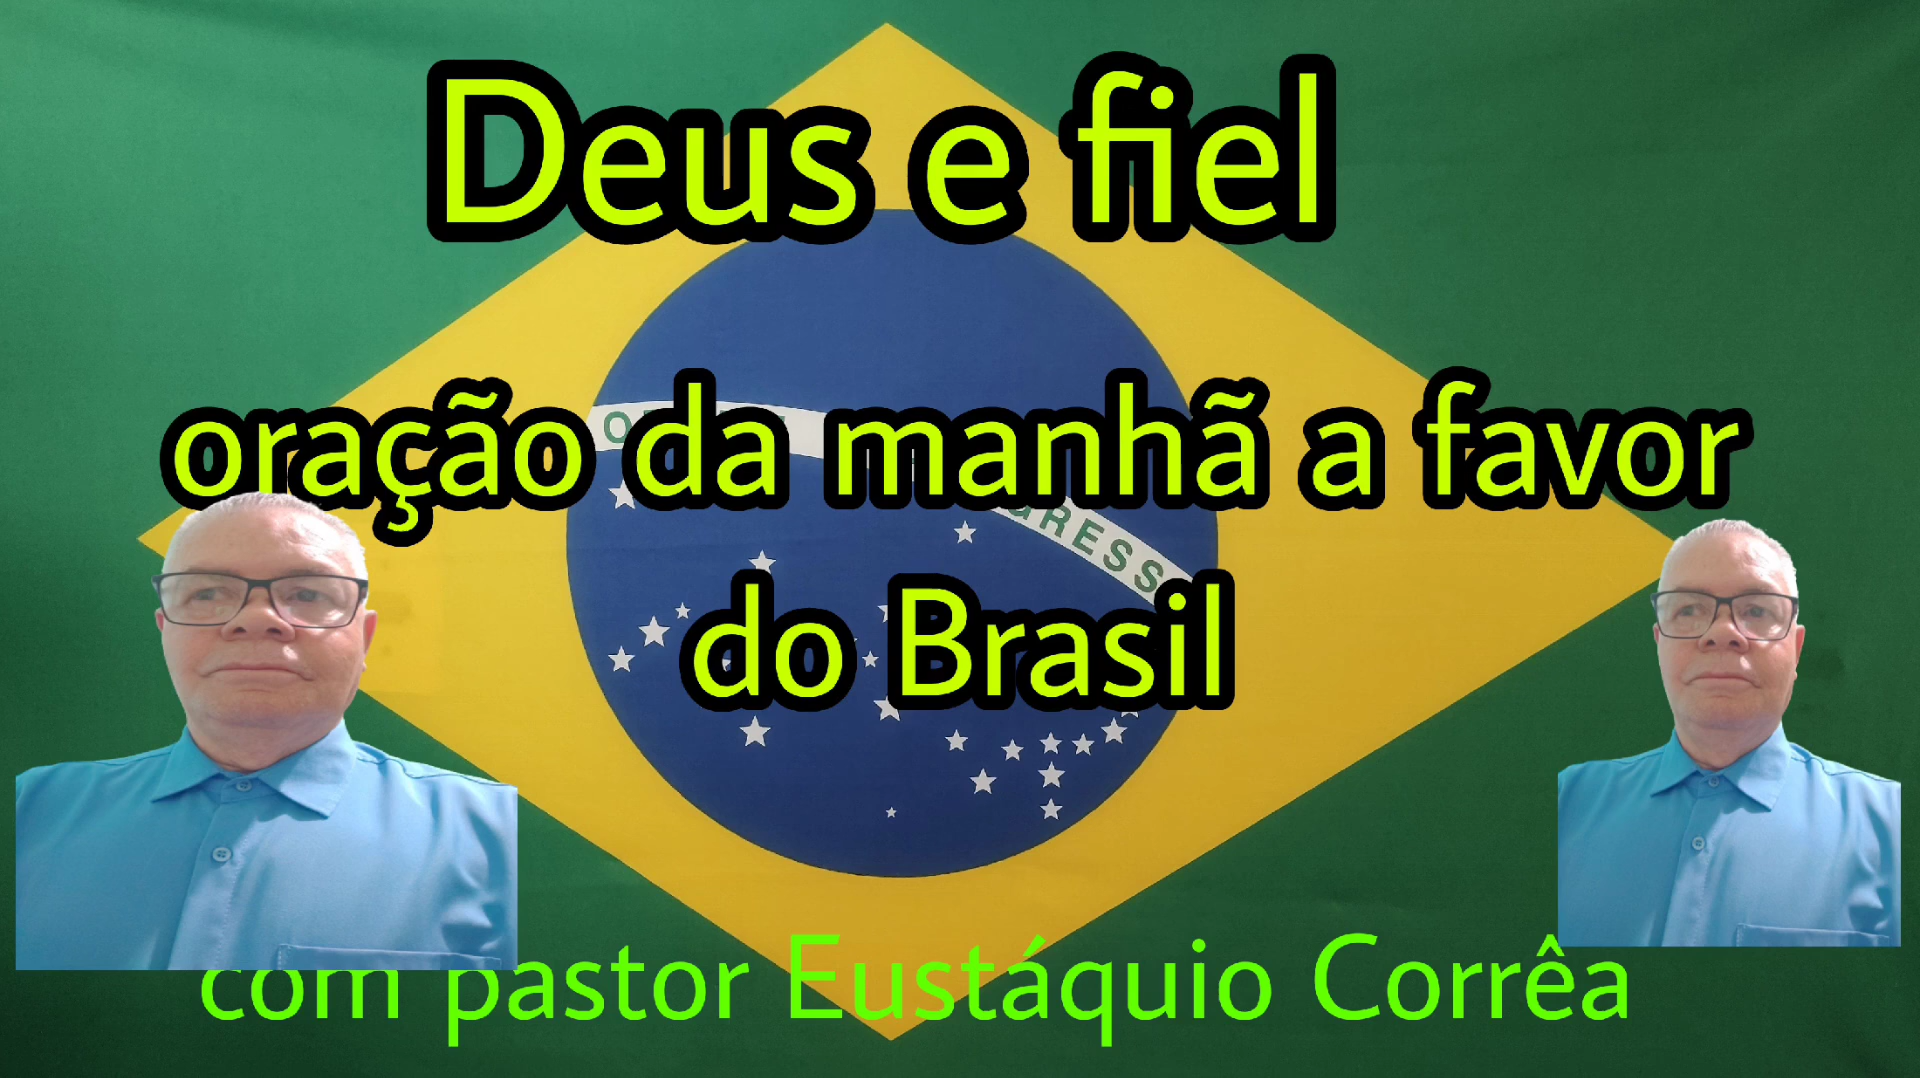 Deus e fiel
oração da manhã a favor
do Brasil
com pastor Eustáquio Corrêa